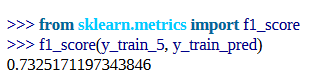 >>> from sklearn.metrics import f1_score
>>> f1_score(y_train_5, y_train_pred)
0.7325171197343846